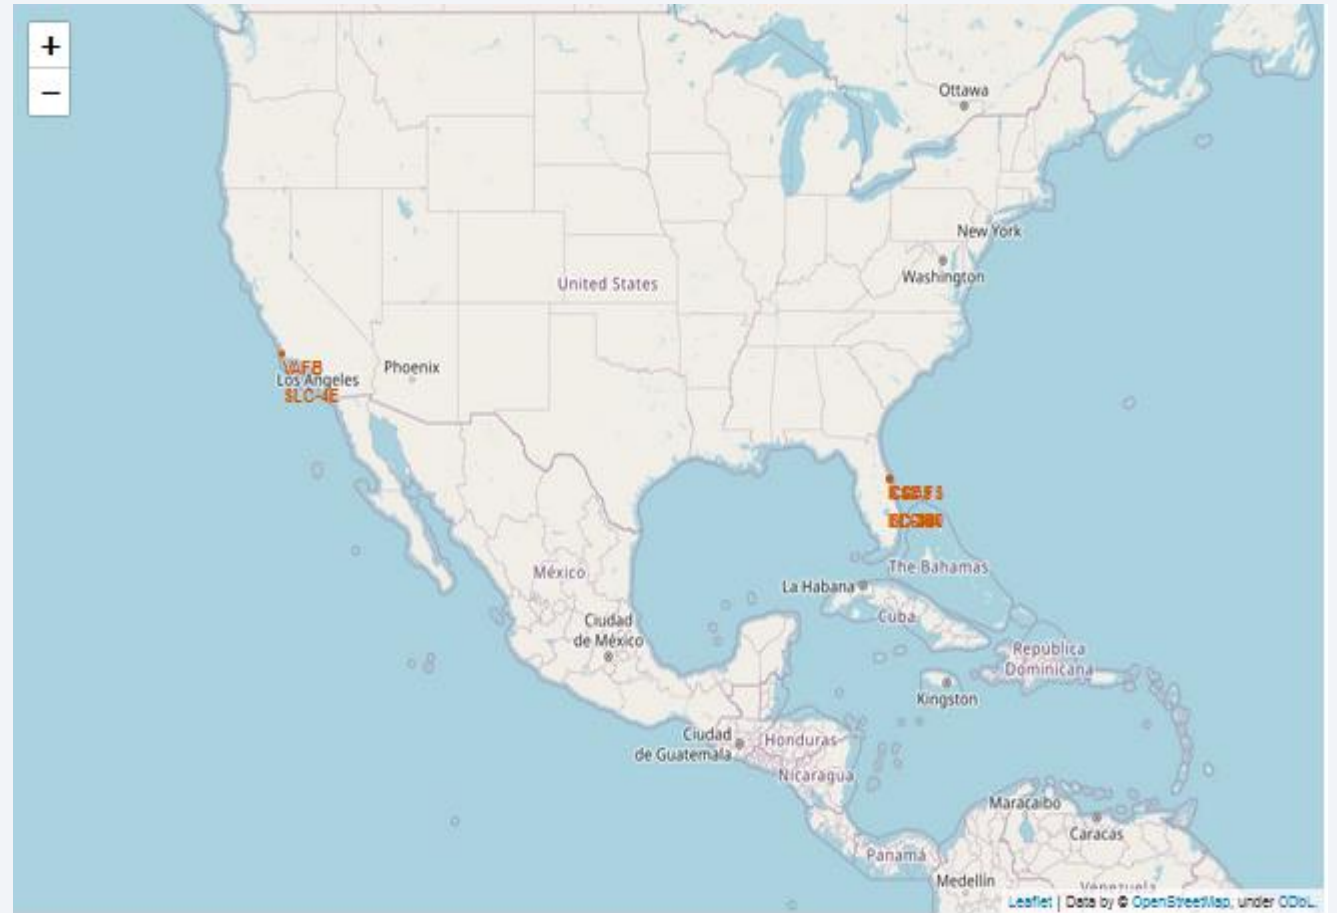 +
−
Ottawa
New York
Washington
United States
VAFB
Los Angeles
SLC-4E
Phoenix
The Bahamas
La Habana
Cuba
México
Ciudad
de México
República
Dominicana
Kingston
Ciudad
de Guatemala
Honduras
Nicaragua
Maracaibo
Caracas
Panamá
Medellín
Venezuela
Leaflet | Data by © OpenStreetMap, under ODbL.